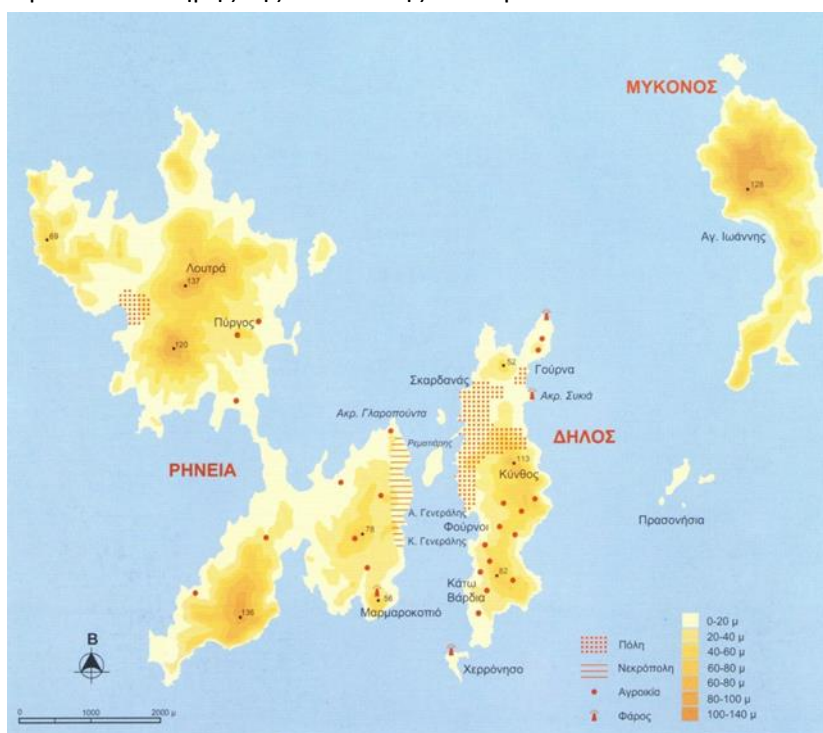 ΜΥΚΟΝΟΣ
128
Αγ. Ιωάννης
69
Λουτρά
137
Πύργος
120
52
Γούρνα
Σκαρδανάς
Ακρ. Συκιά
Ακρ. Γλαροπούντα
Ρεματιάρης
ΔΗΛΟΣ
113
Κύνθος
ΡΗΝΕΙΑ
Α. Γενεράλης
Πρασονήσια
Φούρνοι
78
Κ. Γενεράλης
82
Κάτω
Βάρδια
56
Μαρμαροκοπιό
136
Χερρόνησο
Β
0 1000 2000 μ
Πόλη
Νεκρόπολη
Αγροικία
Φάρος
0-20 μ
20-40 μ
40-60 μ
60-80 μ
60-80 μ
80-100 μ
100-140 μ